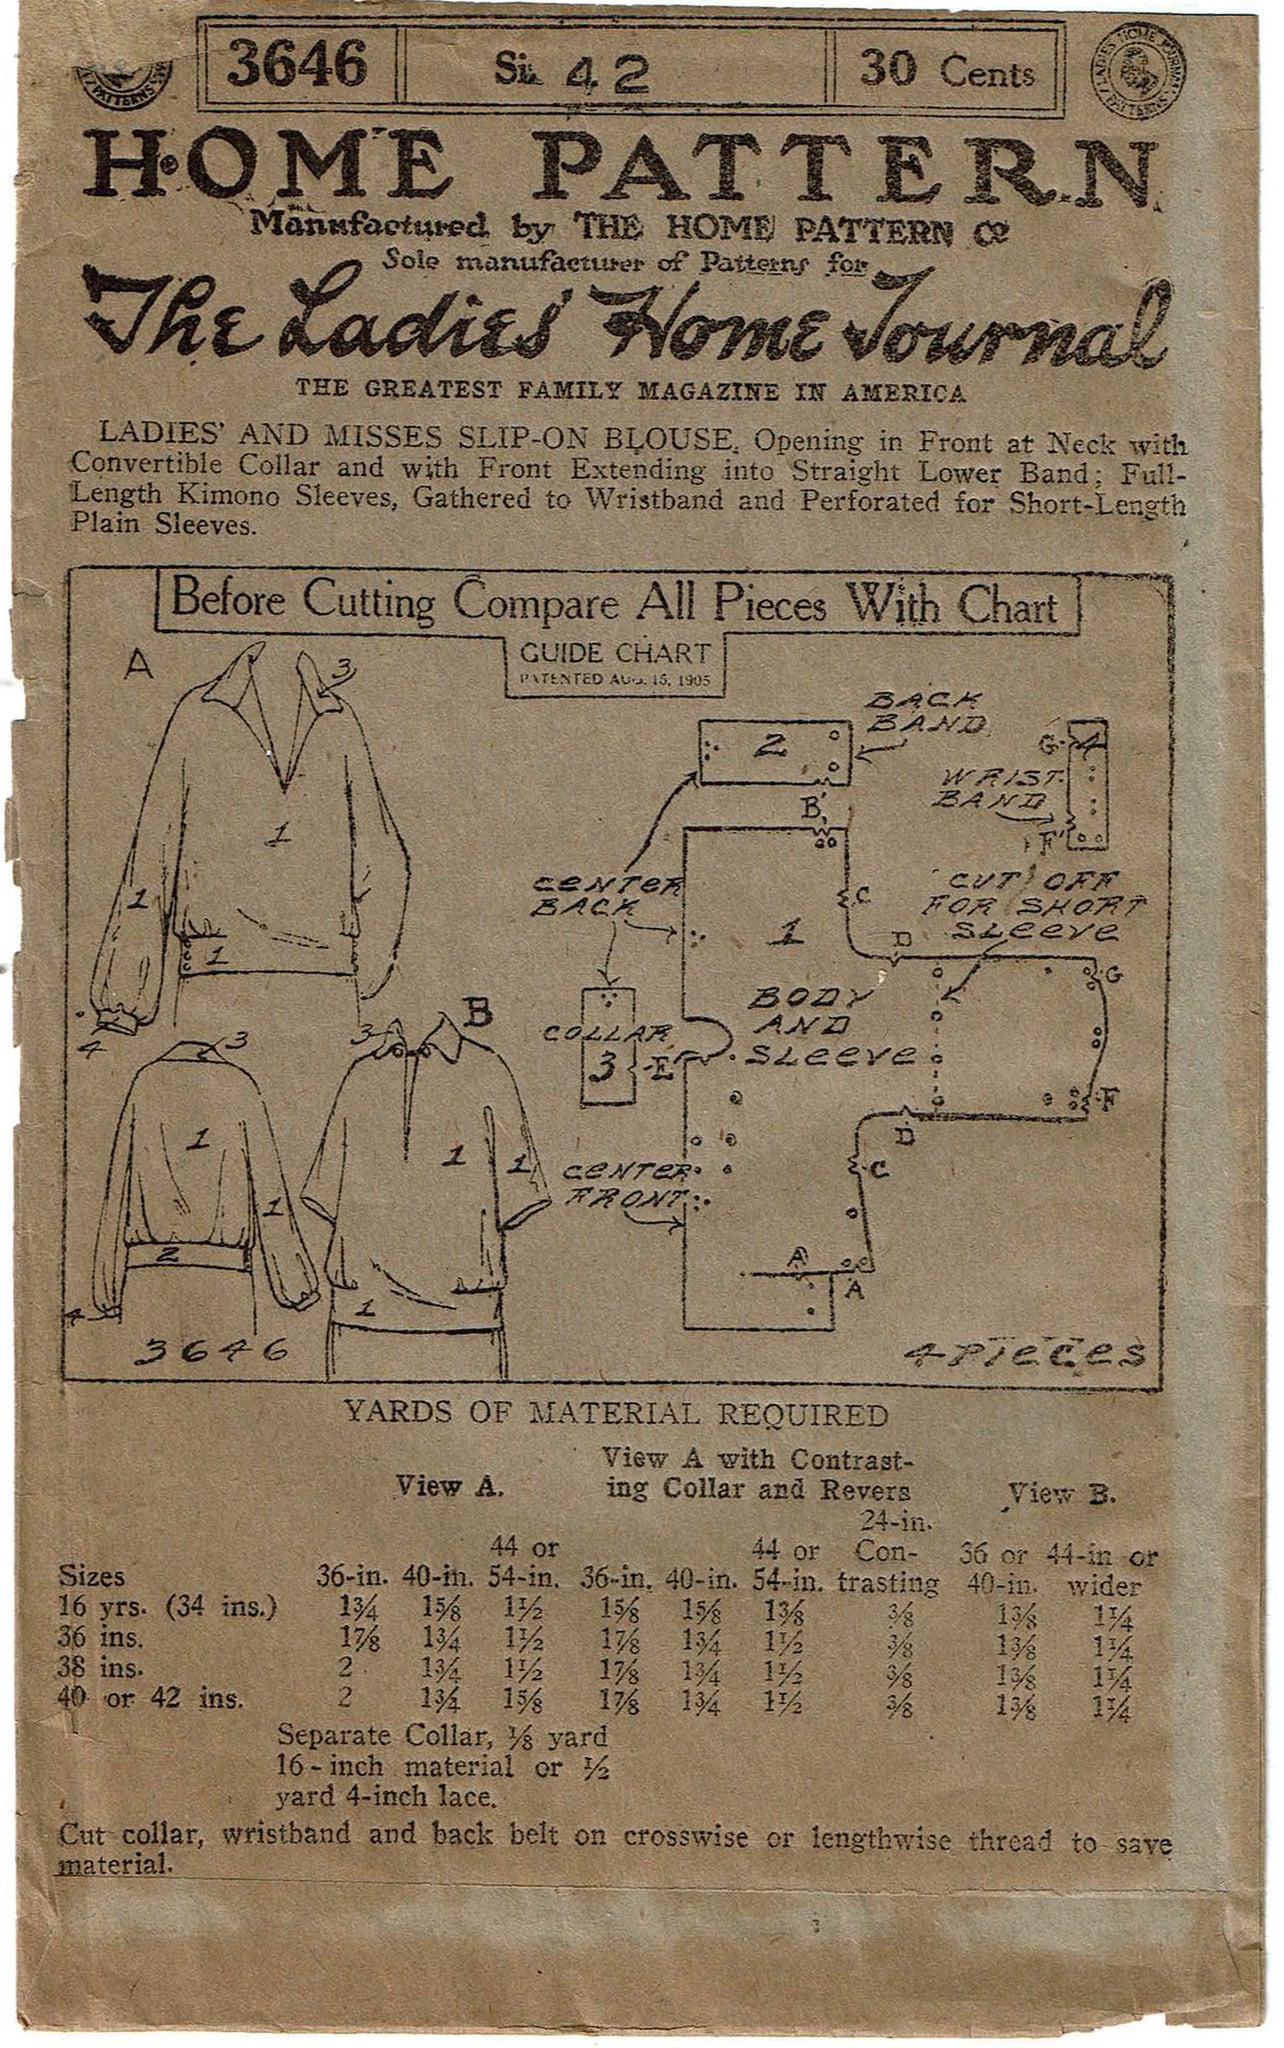 3646
Si 42
30 Cents
PATTERNS
LADIES HOME JOURNAL PATTERNS
HOME PATTERN
Manufactured by THE HOME PATTERN Co
Sole manufacturer of Patterns for
The Ladies' Home Journal
THE GREATEST FAMILY MAGAZINE IN AMERICA
LADIES' AND MISSES SLIP-ON BLOUSE. Opening in Front at Neck with
Convertible Collar and with Front Extending into Straight Lower Band; Full-
Length Kimono Sleeves, Gathered to Wristband and Perforated for Short-Length
Plain Sleeves.
Before Cutting Compare All Pieces With Chart
GUIDE CHART
PATENTED AUG. 15, 1905
A
3
1
1
1
4
3
1
1
2
4
3646
B
3
1
1
1
BACK
BAND
2
B
G
4
WRIST
BAND
F
CENTER
BACK
CUT OFF
FOR SHORT
SLEEVE
C
1
D
G
BODY
AND
SLEEVE
COLLAR
3
E
F
D
C
CENTER
FRONT
A
A
4 PIECES
YARDS OF MATERIAL REQUIRED
View A.
View A with Contrast-
ing Collar and Revers
View B.
24-in.
44 or 44 or Con- 36 or 44-in or
Sizes 36-in. 40-in. 54-in. 36-in. 40-in. 54-in. trasting 40-in. wider
16 yrs. (34 ins.) 1¾ 1⅝ 1½ 1⅝ 1⅝ 1⅜ ⅜ 1⅜ 1¼
36 ins. 1⅞ 1¾ 1½ 1⅞ 1¾ 1½ ⅜ 1⅜ 1¼
38 ins. 2 1¾ 1½ 1⅞ 1¾ 1½ ⅜ 1⅜ 1¼
40 or 42 ins. 2 1¾ 1⅝ 1⅞ 1¾ 1½ ⅜ 1⅜ 1¼
Separate Collar, ⅛ yard
16-inch material or ½
yard 4-inch lace.
Cut collar, wristband and back belt on crosswise or lengthwise thread to save
material.